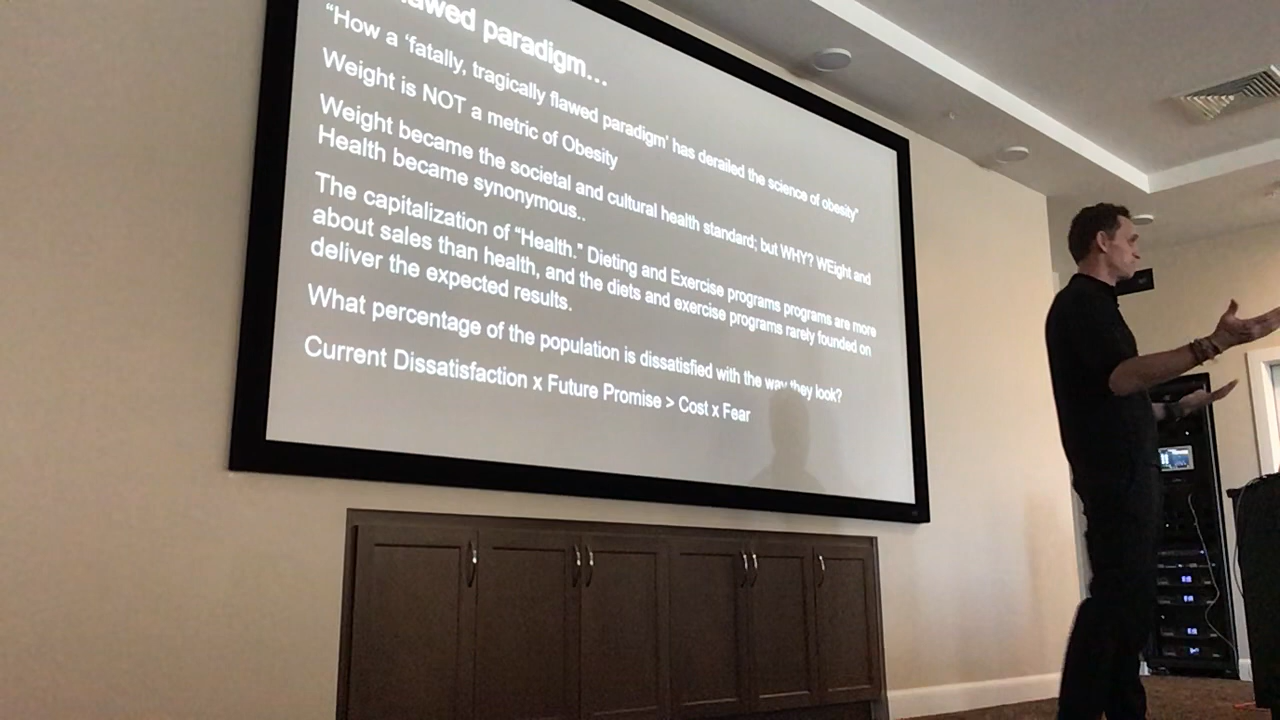 paradigm...
"How a 'fatally, tragically flawed paradigm' has derailed the science of obesity"
Weight is NOT a metric of Obesity
Weight became the societal and cultural health standard; but WHY? WEight and
Health became synonymous..
The capitalization of "Health." Dieting and Exercise programs programs are more
about sales than health, and the diets and exercise programs rarely founded on
deliver the expected results.
What percentage of the population is dissatisfied with the way they look?
Current Dissatisfaction x Future Promise > Cost x Fear